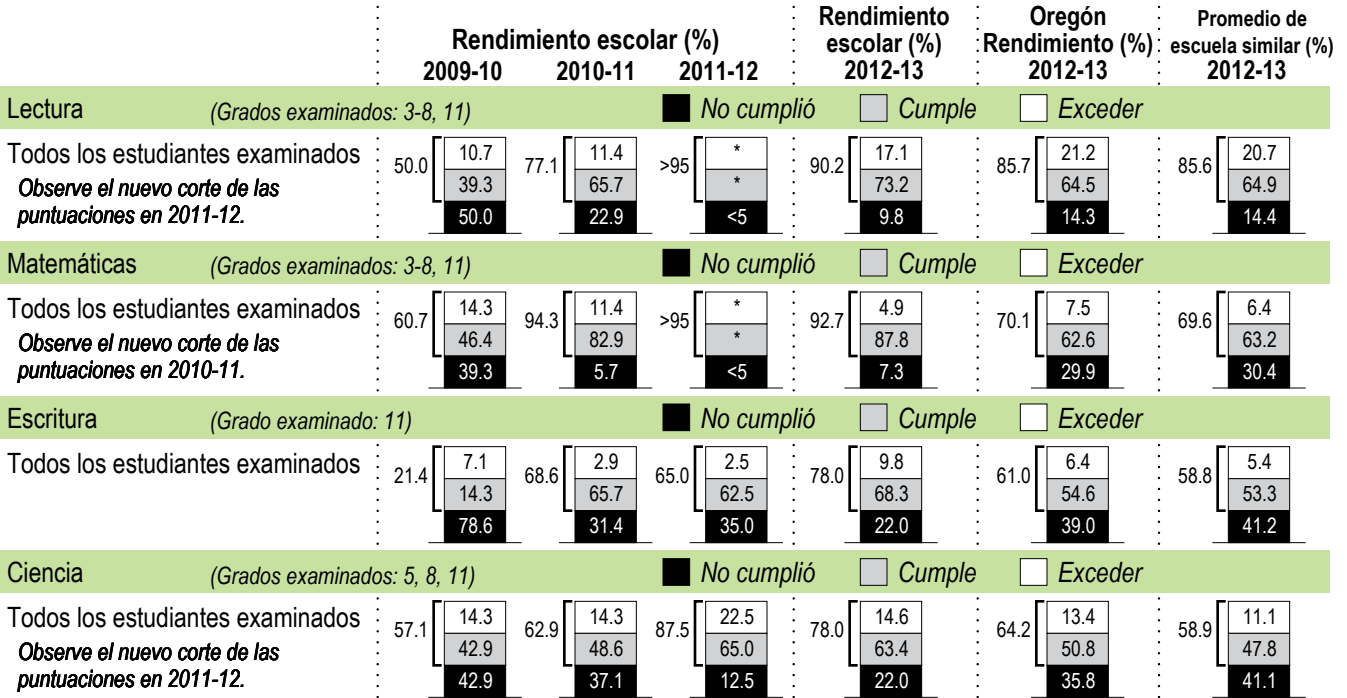 Rendimiento escolar (%)
2009-10 2010-11 2011-12
Rendimiento
escolar (%)
2012-13
Oregón
Rendimiento (%)
2012-13
Promedio de
escuela similar (%)
2012-13
Lectura (Grados examinados: 3-8, 11) No cumplió Cumple Exceder
Todos los estudiantes examinados
Observe el nuevo corte de las
puntuaciones en 2011-12.
50.0 10.7 39.3 50.0
77.1 11.4 65.7 22.9
>95 * * <5
90.2 17.1 73.2 9.8
85.7 21.2 64.5 14.3
85.6 20.7 64.9 14.4
Matemáticas (Grados examinados: 3-8, 11) No cumplió Cumple Exceder
Todos los estudiantes examinados
Observe el nuevo corte de las
puntuaciones en 2010-11.
60.7 14.3 46.4 39.3
94.3 11.4 82.9 5.7
>95 * * <5
92.7 4.9 87.8 7.3
70.1 7.5 62.6 29.9
69.6 6.4 63.2 30.4
Escritura (Grado examinado: 11) No cumplió Cumple Exceder
Todos los estudiantes examinados
21.4 7.1 14.3 78.6
68.6 2.9 65.7 31.4
65.0 2.5 62.5 35.0
78.0 9.8 68.3 22.0
61.0 6.4 54.6 39.0
58.8 5.4 53.3 41.2
Ciencia (Grados examinados: 5, 8, 11) No cumplió Cumple Exceder
Todos los estudiantes examinados
Observe el nuevo corte de las
puntuaciones en 2011-12.
57.1 14.3 42.9 42.9
62.9 14.3 48.6 37.1
87.5 22.5 65.0 12.5
78.0 14.6 63.4 22.0
64.2 13.4 50.8 35.8
58.9 11.1 47.8 41.1